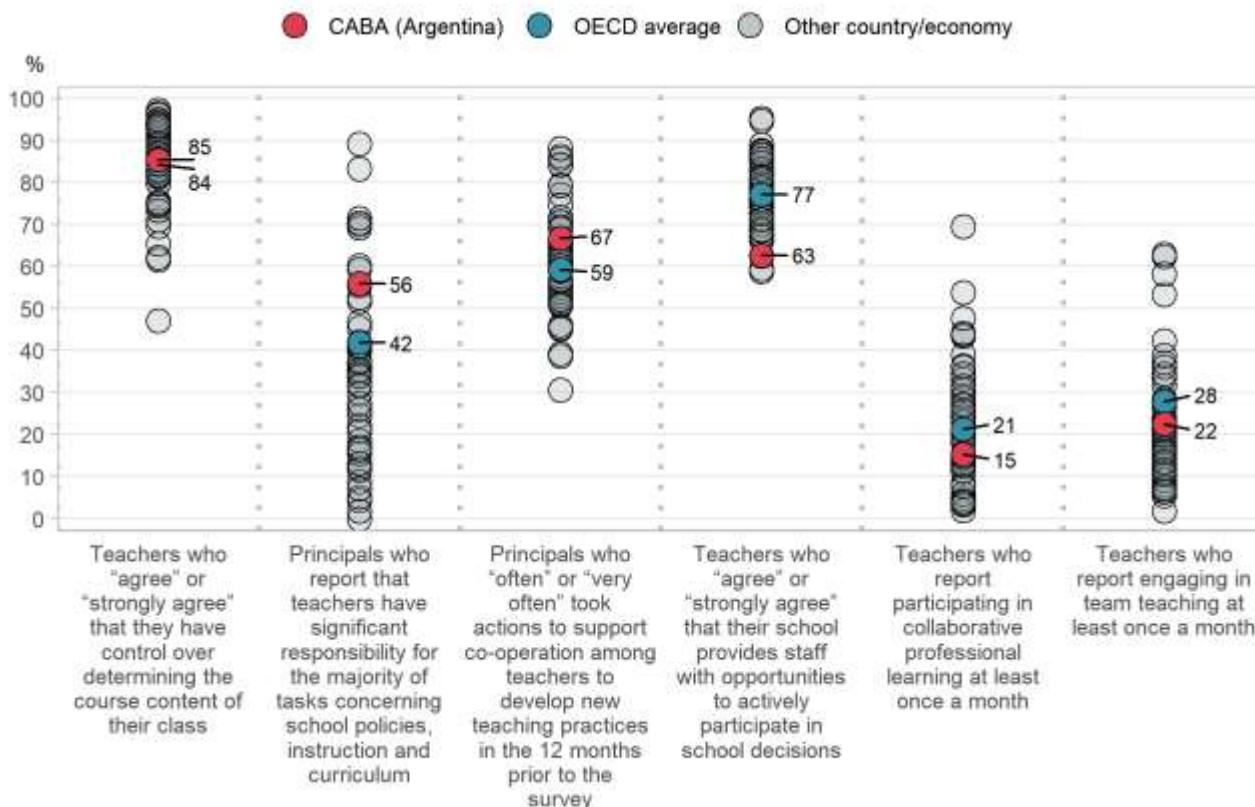 CABA (Argentina) OECD average Other country/economy
%
100
90
80
70
60
50
40
30
20
10
0
85
84
56
42
67
59
77
63
21
15
28
22
Teachers who
"agree" or
"strongly agree"
that they have
control over
determining the
course content of
their class
Principals who
report that
teachers have
significant
responsibility for
the majority of
tasks concerning
school policies,
instruction and
curriculum
Principals who
"often" or "very
often" took
actions to support
co-operation among
teachers to
develop new
teaching practices
in the 12 months
prior to the
survey
Teachers who
"agree" or
"strongly agree"
that their school
provides staff
with opportunities
to actively
participate in
school decisions
Teachers who
report
participating in
collaborative
professional
learning at least
once a month
Teachers who
report engaging in
team teaching at
least once a month